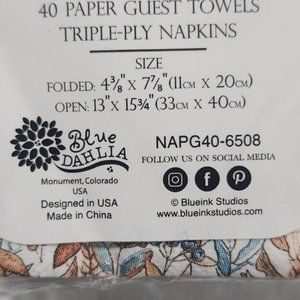 40 PAPER GUEST TOWELS
TRIPLE-PLY NAPKINS
SIZE
FOLDED: 4⅜" X 7⅞" (11CM X 20CM)
OPEN: 13" X 15¾" (33CM X 40CM)
Blue
DAHLIA
Monument, Colorado
USA
Designed in USA
Made in China
NAPG40-6508
FOLLOW US ON SOCIAL MEDIA
© Blueink Studios
www.blueinkstudios.com